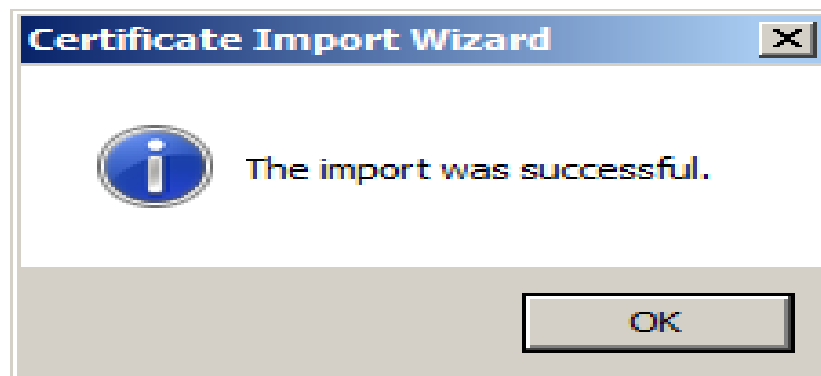 Certificate Import Wizard
The import was successful.
OK